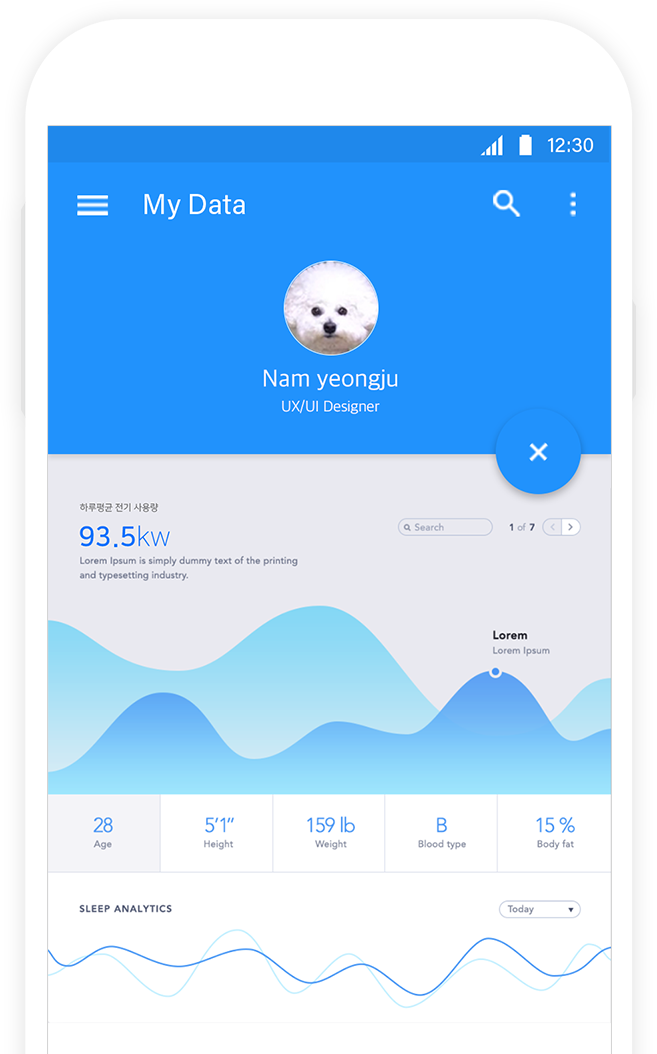 12:30
My Data
Nam yeongju
UX/UI Designer
하루평균 전기 사용량
93.5kw
Lorem Ipsum is simply dummy text of the printing
and typesetting industry.
Search
1 of 7
Lorem
Lorem Ipsum
28
Age
5’1”
Height
159 lb
Weight
B
Blood type
15 %
Body fat
SLEEP ANALYTICS
Today